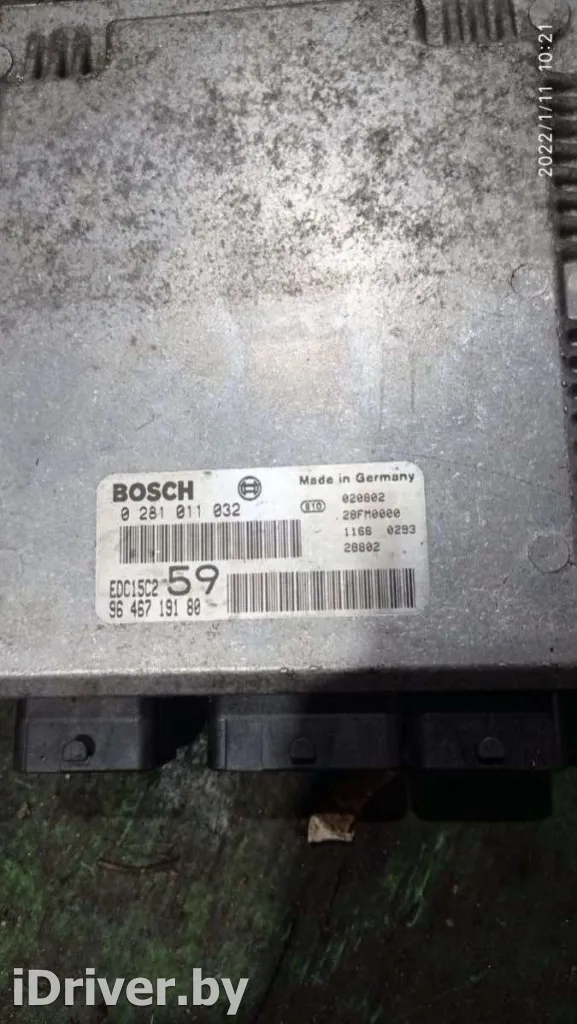 2022/1/11 10:21
BOSCH
Made in Germany
0 281 011 032
810
020802
28FM0000
1166 0293
28802
EDC15C2 59
96 467 191 80
iDriver.by